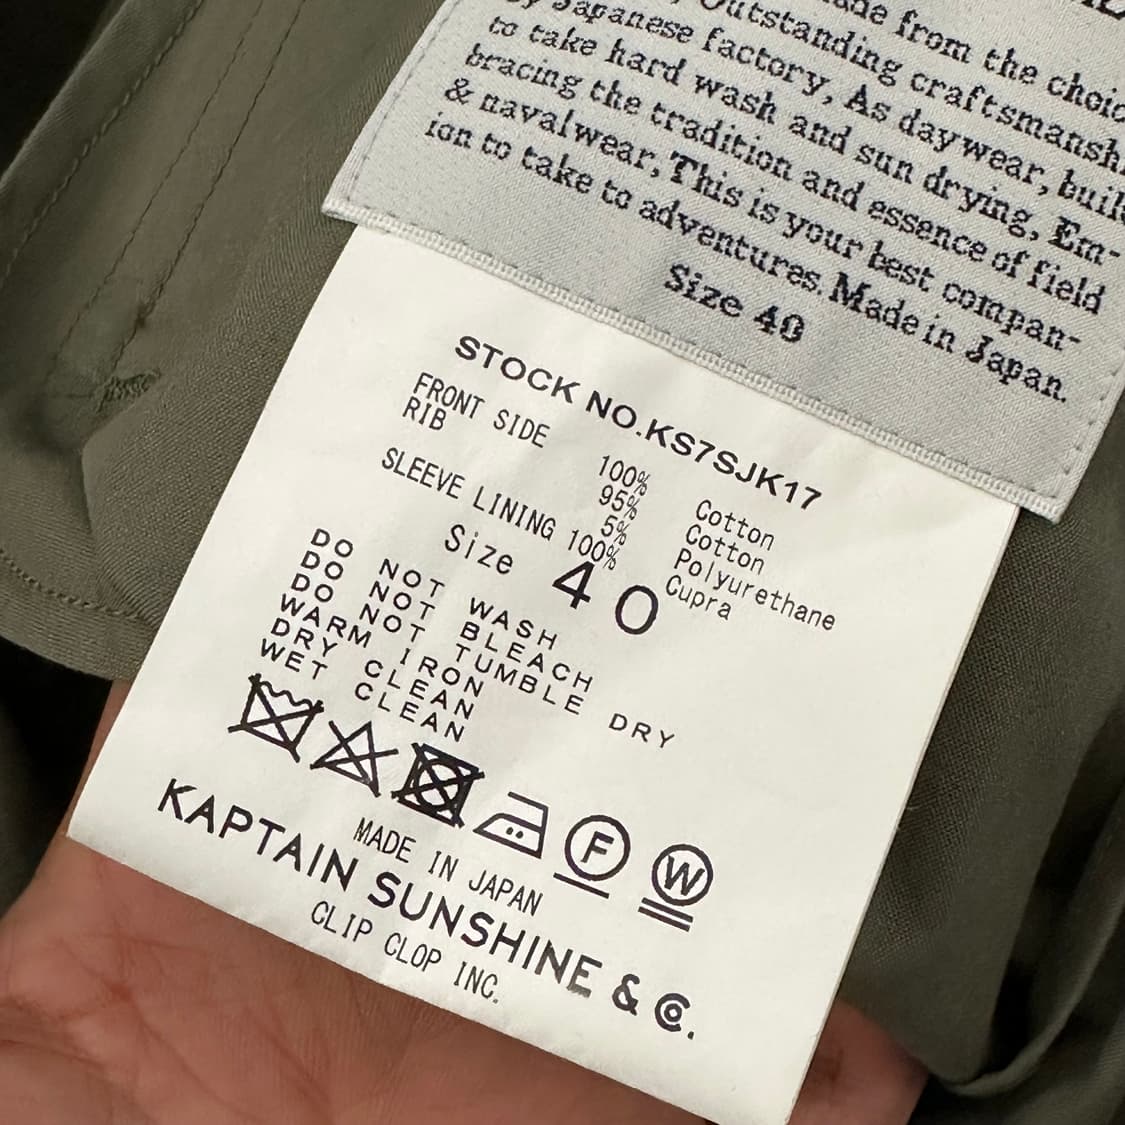 from the choic
Outstanding craftsmansh
Japanese factory, As daywear, buil
to take hard wash and sun drying, Em-
bracing the tradition and essence of field
& navalwear, This is your best compan-
ion to take to adventures. Made in Japan.
Size 40
STOCK NO.KS7SJK17
FRONT SIDE 100% Cotton
RIB 95% Cotton
5% Polyurethane
SLEEVE LINING 100% Cupra
Size 40
DO NOT WASH
DO NOT BLEACH
DO NOT TUMBLE DRY
WARM IRON
DRY CLEAN
WET CLEAN
F W
MADE IN JAPAN
KAPTAIN SUNSHINE & C.
CLIP CLOP INC.